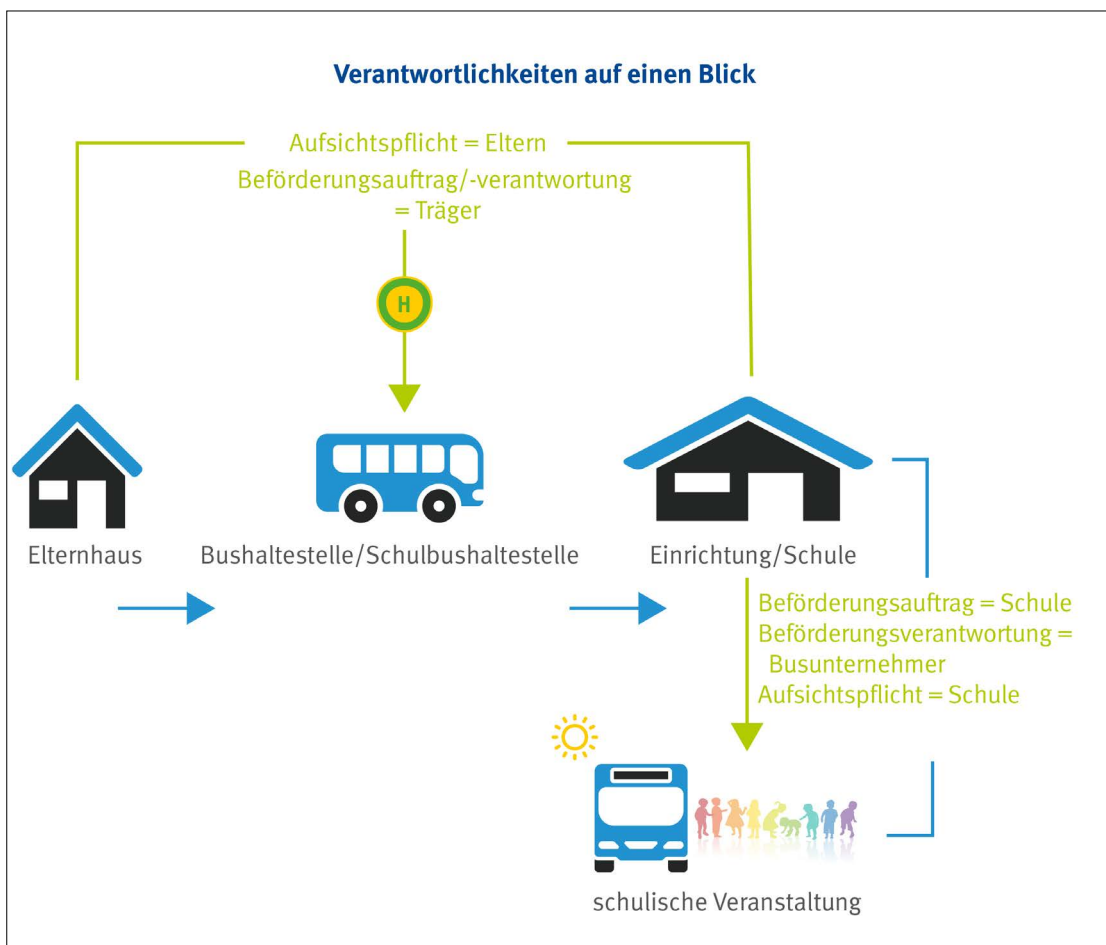 Verantwortlichkeiten auf einen Blick
Aufsichtspflicht = Eltern
Beförderungsauftrag/-verantwortung
= Träger
H
Elternhaus
Bushaltestelle/Schulbushaltestelle
Einrichtung/Schule
Beförderungsauftrag = Schule
Beförderungsverantwortung =
Busunternehmer
Aufsichtspflicht = Schule
schulische Veranstaltung